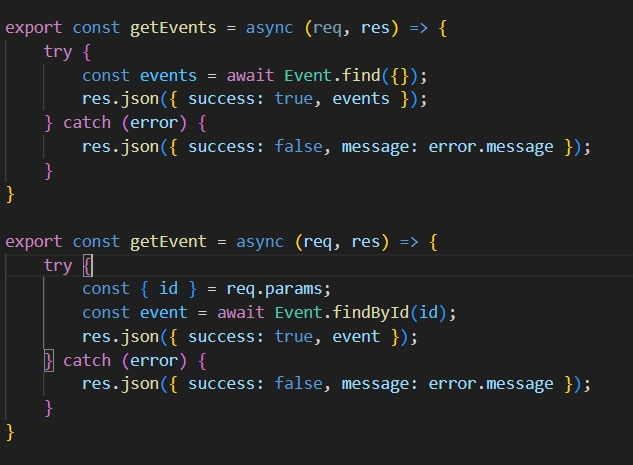 export const getEvents = async (req, res) => {
    try {
        const events = await Event.find({});
        res.json({ success: true, events });
    } catch (error) {
        res.json({ success: false, message: error.message });
    }
}

export const getEvent = async (req, res) => {
    try {
        const { id } = req.params;
        const event = await Event.findById(id);
        res.json({ success: true, event });
    } catch (error) {
        res.json({ success: false, message: error.message });
    }
}